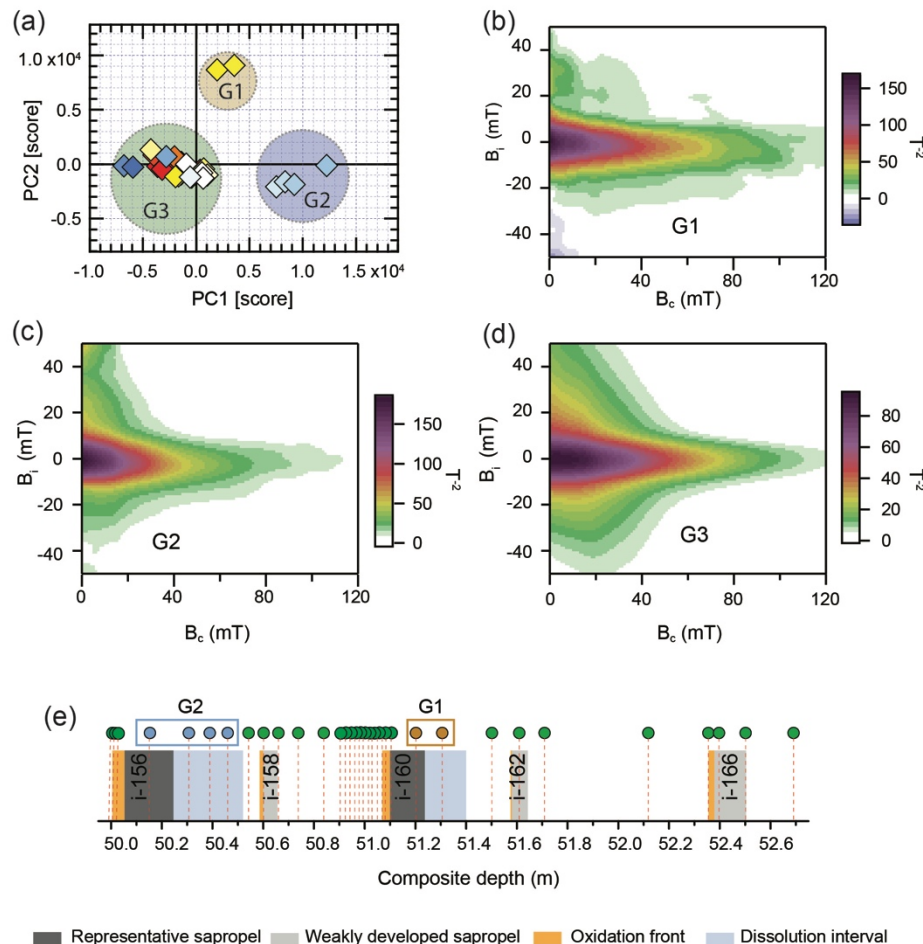 (a)
1.0 x10⁴
0.5
0.0
-0.5
PC2 [score]
G1
G2
G3
-1.0 -0.5 0.0 0.5 1.0 1.5 x10⁴
PC1 [score]
(b)
40
20
0
-20
-40
Bᵢ (mT)
G1
0 40 80 120
B_c (mT)
150
100
50
0
T⁻²
(c)
40
20
0
-20
-40
Bᵢ (mT)
G2
0 40 80 120
B_c (mT)
150
100
50
0
T⁻²
(d)
40
20
0
-20
-40
Bᵢ (mT)
G3
0 40 80 120
B_c (mT)
80
60
40
20
0
T⁻²
(e)
G2 G1
i-156 i-158 i-160 i-162 i-166
50.0 50.2 50.4 50.6 50.8 51.0 51.2 51.4 51.6 51.8 52.0 52.2 52.4 52.6
Composite depth (m)
Representative sapropel Weakly developed sapropel Oxidation front Dissolution interval